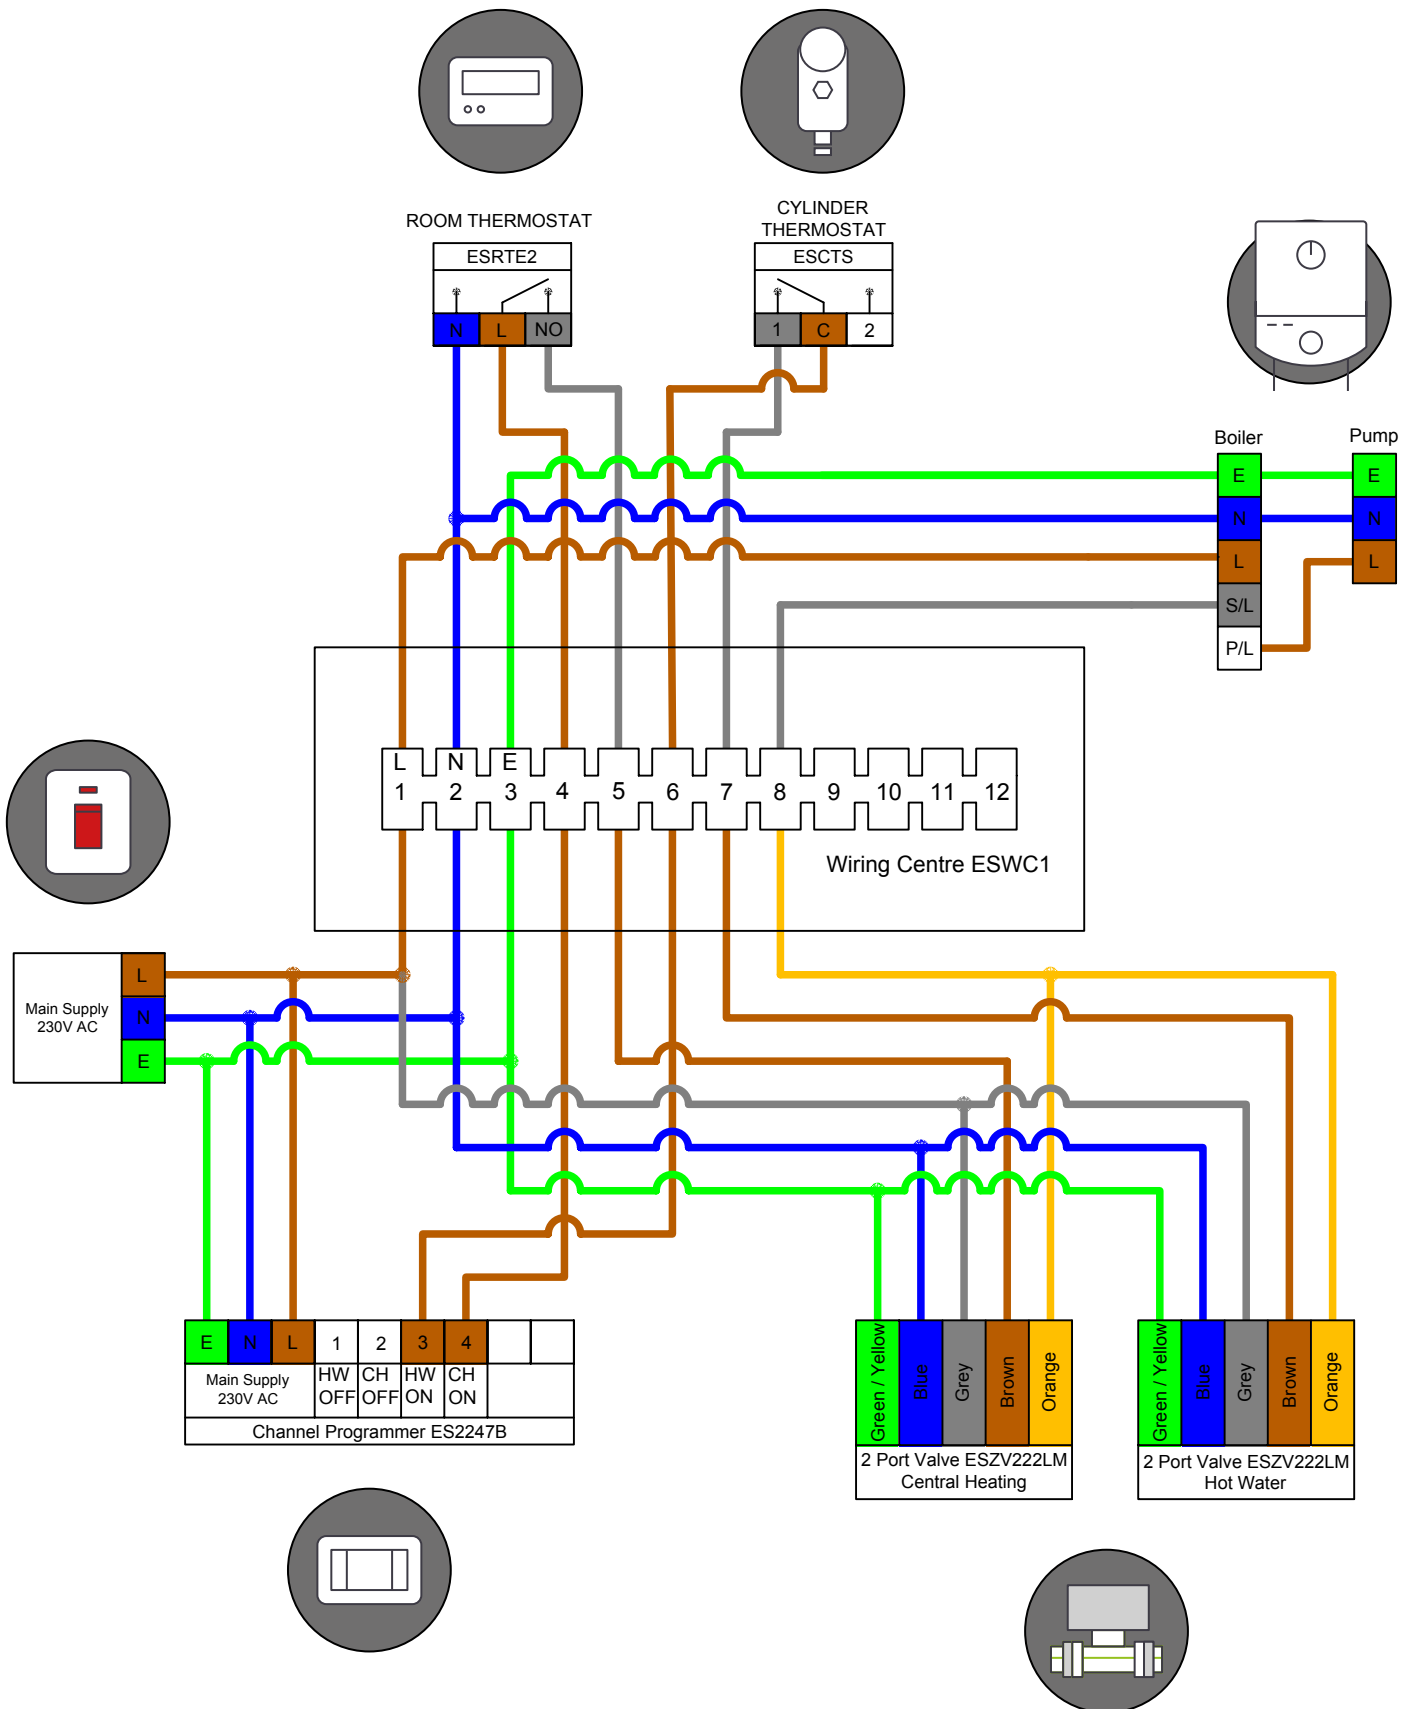 ROOM THERMOSTAT
ESRTE2
N L NO
CYLINDER
THERMOSTAT
ESCTS
1 C 2
Boiler
E
N
L
S/L
P/L
Pump
E
N
L
L N E
1 2 3 4 5 6 7 8 9 10 11 12
Wiring Centre ESWC1
Main Supply
230V AC
L
N
E
E N L 1 2 3 4
Main Supply
230V AC
HW
OFF
CH
OFF
HW
ON
CH
ON
Channel Programmer ES2247B
Green / Yellow
Blue
Grey
Brown
Orange
2 Port Valve ESZV222LM
Central Heating
Green / Yellow
Blue
Grey
Brown
Orange
2 Port Valve ESZV222LM
Hot Water